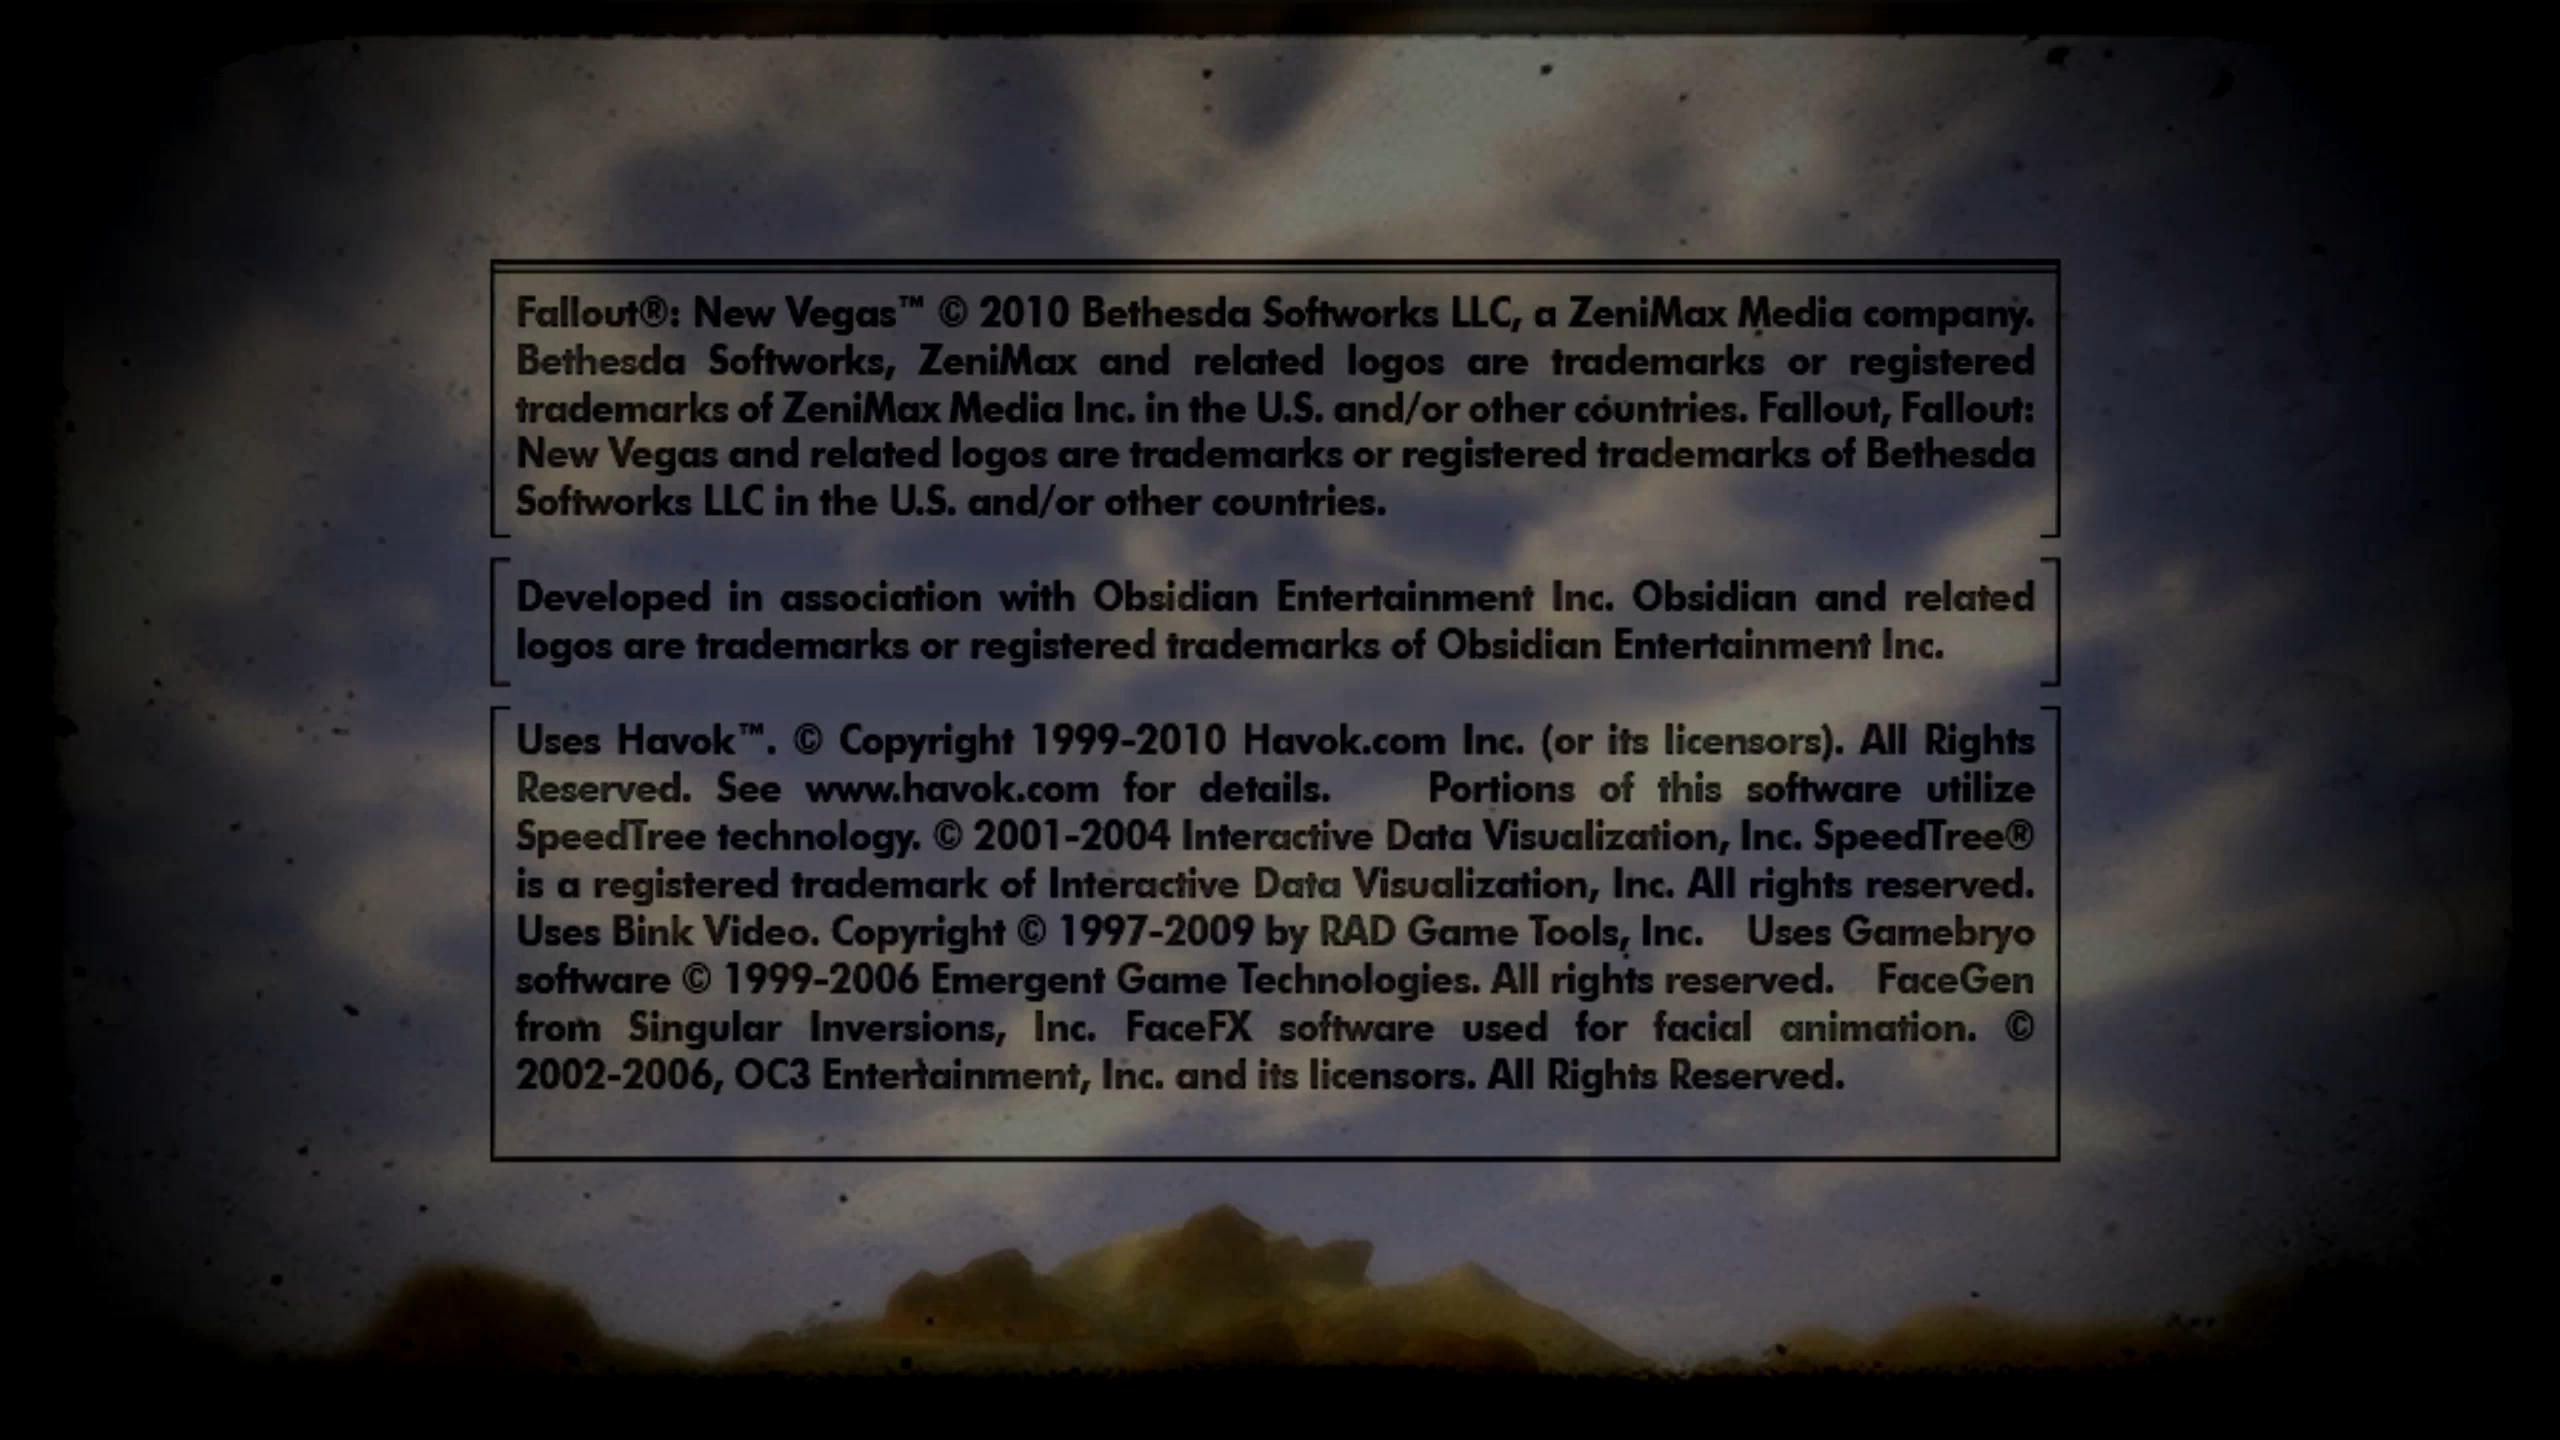 Fallout®: New Vegas™ © 2010 Bethesda Softworks LLC, a ZeniMax Media company.
Bethesda Softworks, ZeniMax and related logos are trademarks or registered
trademarks of ZeniMax Media Inc. in the U.S. and/or other countries. Fallout, Fallout:
New Vegas and related logos are trademarks or registered trademarks of Bethesda
Softworks LLC in the U.S. and/or other countries.
Developed in association with Obsidian Entertainment Inc. Obsidian and related
logos are trademarks or registered trademarks of Obsidian Entertainment Inc.
Uses Havok™. © Copyright 1999-2010 Havok.com Inc. (or its licensors). All Rights
Reserved. See www.havok.com for details. Portions of this software utilize
SpeedTree technology. © 2001-2004 Interactive Data Visualization, Inc. SpeedTree®
is a registered trademark of Interactive Data Visualization, Inc. All rights reserved.
Uses Bink Video. Copyright © 1997-2009 by RAD Game Tools, Inc. Uses Gamebryo
software © 1999-2006 Emergent Game Technologies. All rights reserved. FaceGen
from Singular Inversions, Inc. FaceFX software used for facial animation. ©
2002-2006, OC3 Entertainment, Inc. and its licensors. All Rights Reserved.